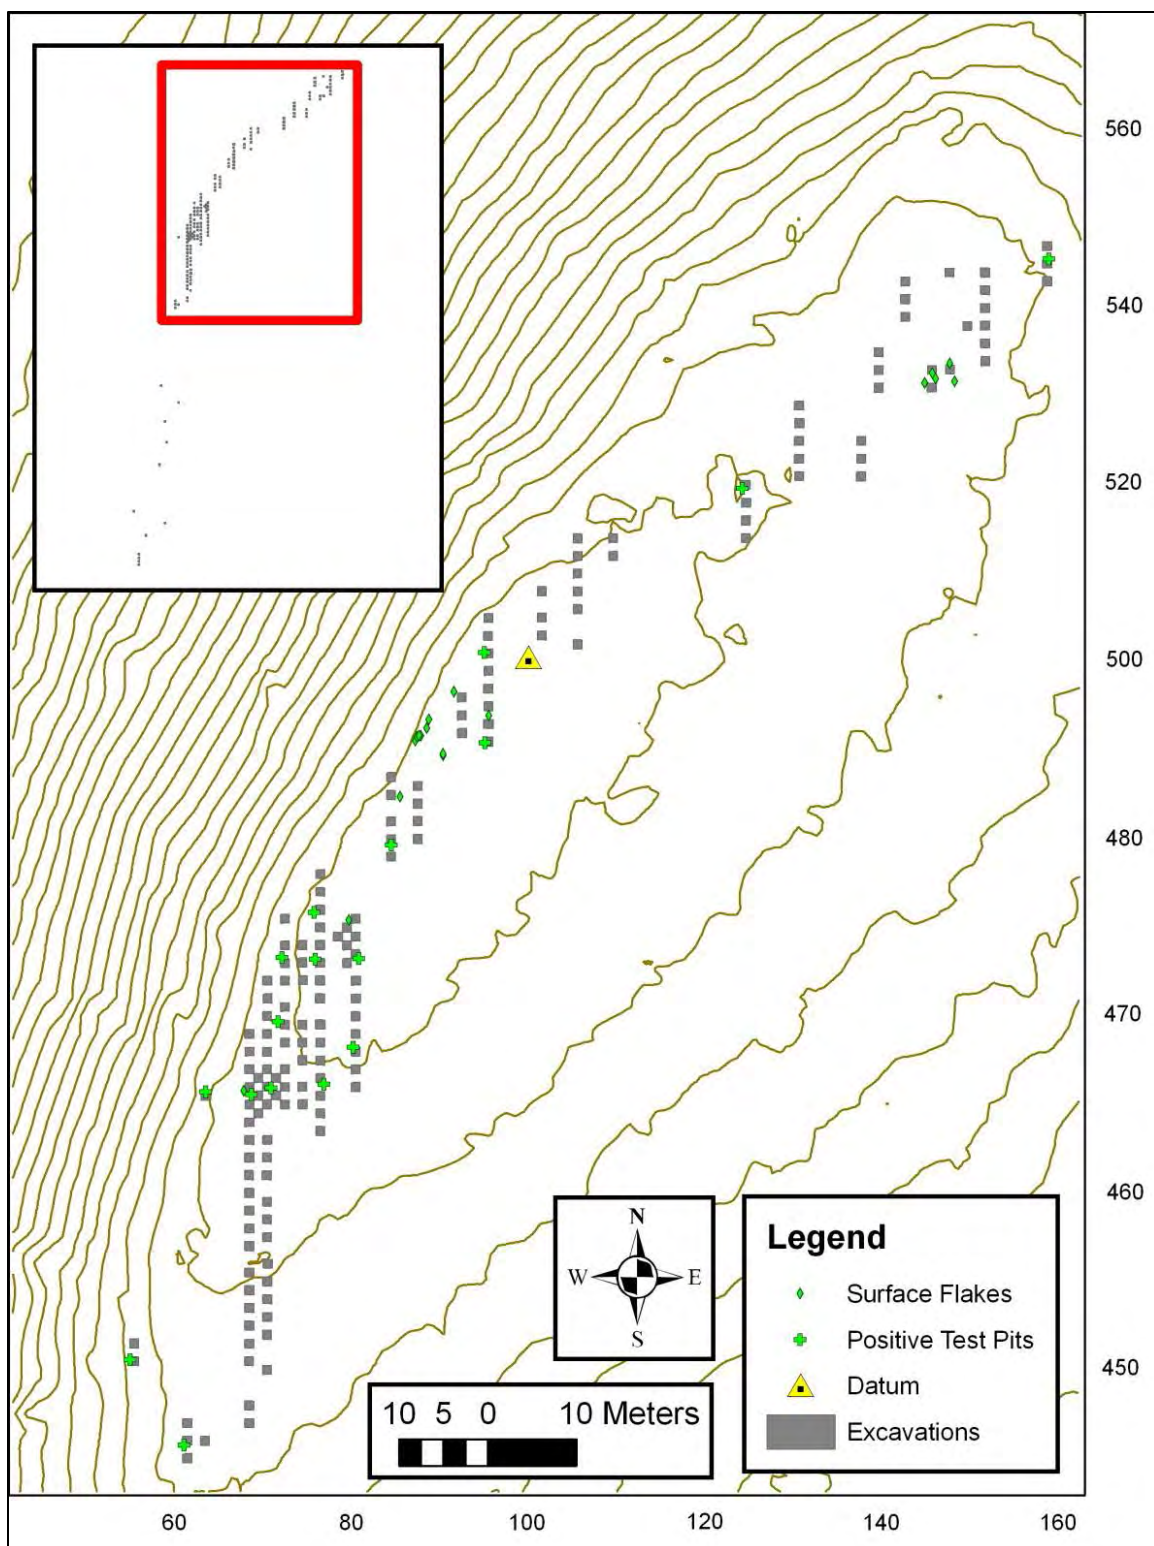 560
540
520
500
480
470
460
450
N
W E
S
Legend
Surface Flakes
Positive Test Pits
Datum
Excavations
10 5 0 10 Meters
60 80 100 120 140 160